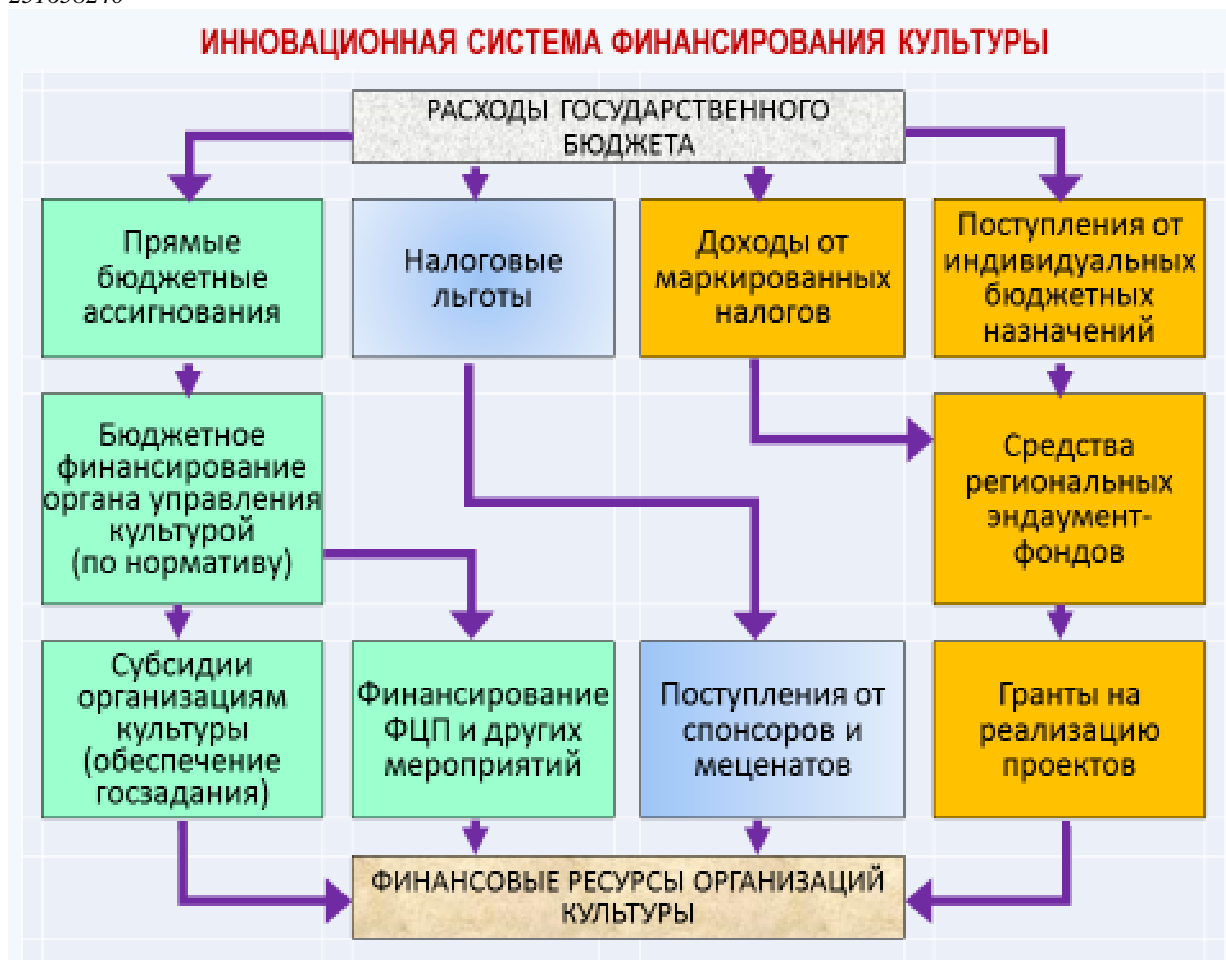 ИННОВАЦИОННАЯ СИСТЕМА ФИНАНСИРОВАНИЯ КУЛЬТУРЫ
РАСХОДЫ ГОСУДАРСТВЕННОГО
БЮДЖЕТА
Прямые
бюджетные
ассигнования
Налоговые
льготы
Доходы от
маркированных
налогов
Поступления от
индивидуальных
бюджетных
назначений
Бюджетное
финансирование
органа управления
культурой
(по нормативу)
Средства
региональных
эндаумент-
фондов
Субсидии
организациям
культуры
(обеспечение
госзадания)
Финансирование
ФЦП и других
мероприятий
Поступления от
спонсоров и
меценатов
Гранты на
реализацию
проектов
ФИНАНСОВЫЕ РЕСУРСЫ ОРГАНИЗАЦИЙ
КУЛЬТУРЫ